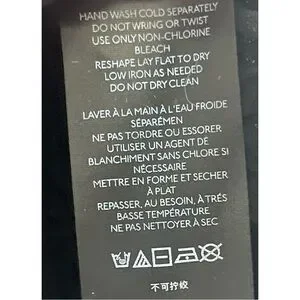 HAND WASH COLD SEPARATELY
DO NOT WRING OR TWIST
USE ONLY NON-CHLORINE
BLEACH
RESHAPE LAY FLAT TO DRY
LOW IRON AS NEEDED
DO NOT DRY CLEAN
LAVER À LA MAIN À L'EAU FROIDE
SÉPARÉMEN
NE PAS TORDRE OU ESSORER
UTILISER UN AGENT DE
BLANCHIMENT SANS CHLORE SI
NÉCESSAIRE
METTRE EN FORME ET SECHER
À PLAT
REPASSER, AU BESOIN, À TRÉS
BASSE TEMPÉRATURE
NE PAS NETTOYER À SEC
不可拧绞